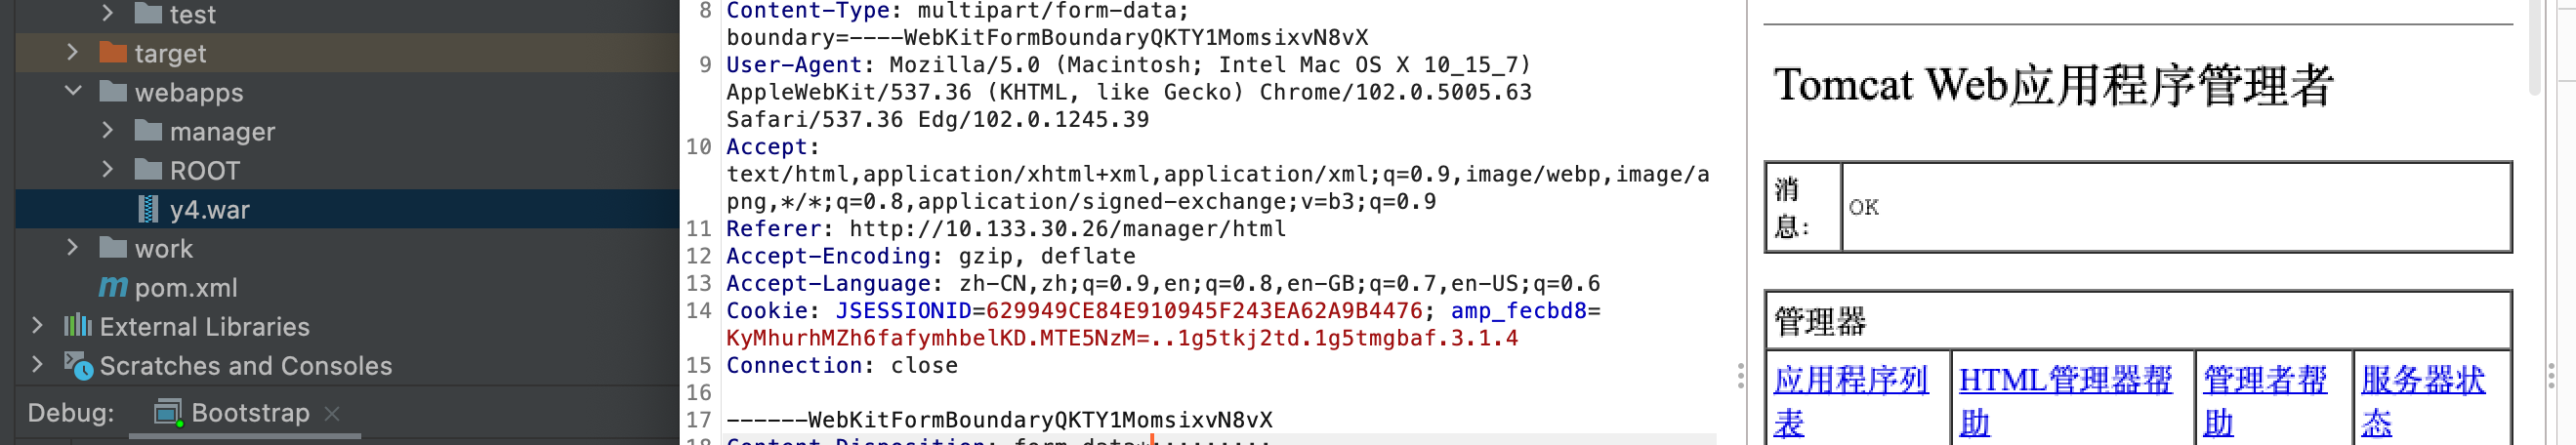 test
target
webapps
manager
ROOT
y4.war
work
pom.xml
External Libraries
Scratches and Consoles
Debug:
Bootstrap
8 Content-Type: multipart/form-data;
boundary=----WebKitFormBoundaryQKTY1MomsixvN8vX
9 User-Agent: Mozilla/5.0 (Macintosh; Intel Mac OS X 10_15_7)
AppleWebKit/537.36 (KHTML, like Gecko) Chrome/102.0.5005.63
Safari/537.36 Edg/102.0.1245.39
10 Accept:
text/html,application/xhtml+xml,application/xml;q=0.9,image/webp,image/a
png,*/*;q=0.8,application/signed-exchange;v=b3;q=0.9
11 Referer: http://10.133.30.26/manager/html
12 Accept-Encoding: gzip, deflate
13 Accept-Language: zh-CN,zh;q=0.9,en;q=0.8,en-GB;q=0.7,en-US;q=0.6
14 Cookie: JSESSIONID=629949CE84E910945F243EA62A9B4476; amp_fecbd8=
KyMhurhMZh6fafymhbelKD.MTE5NzM=..1g5tkj2td.1g5tmgbaf.3.1.4
15 Connection: close
16
17 ------WebKitFormBoundaryQKTY1MomsixvN8vX
18 Content-Disposition: form-data
Tomcat Web应用程序管理者
消
息:
OK
管理器
应用程序列
表
HTML管理器帮
助
管理者帮
助
服务器状
态